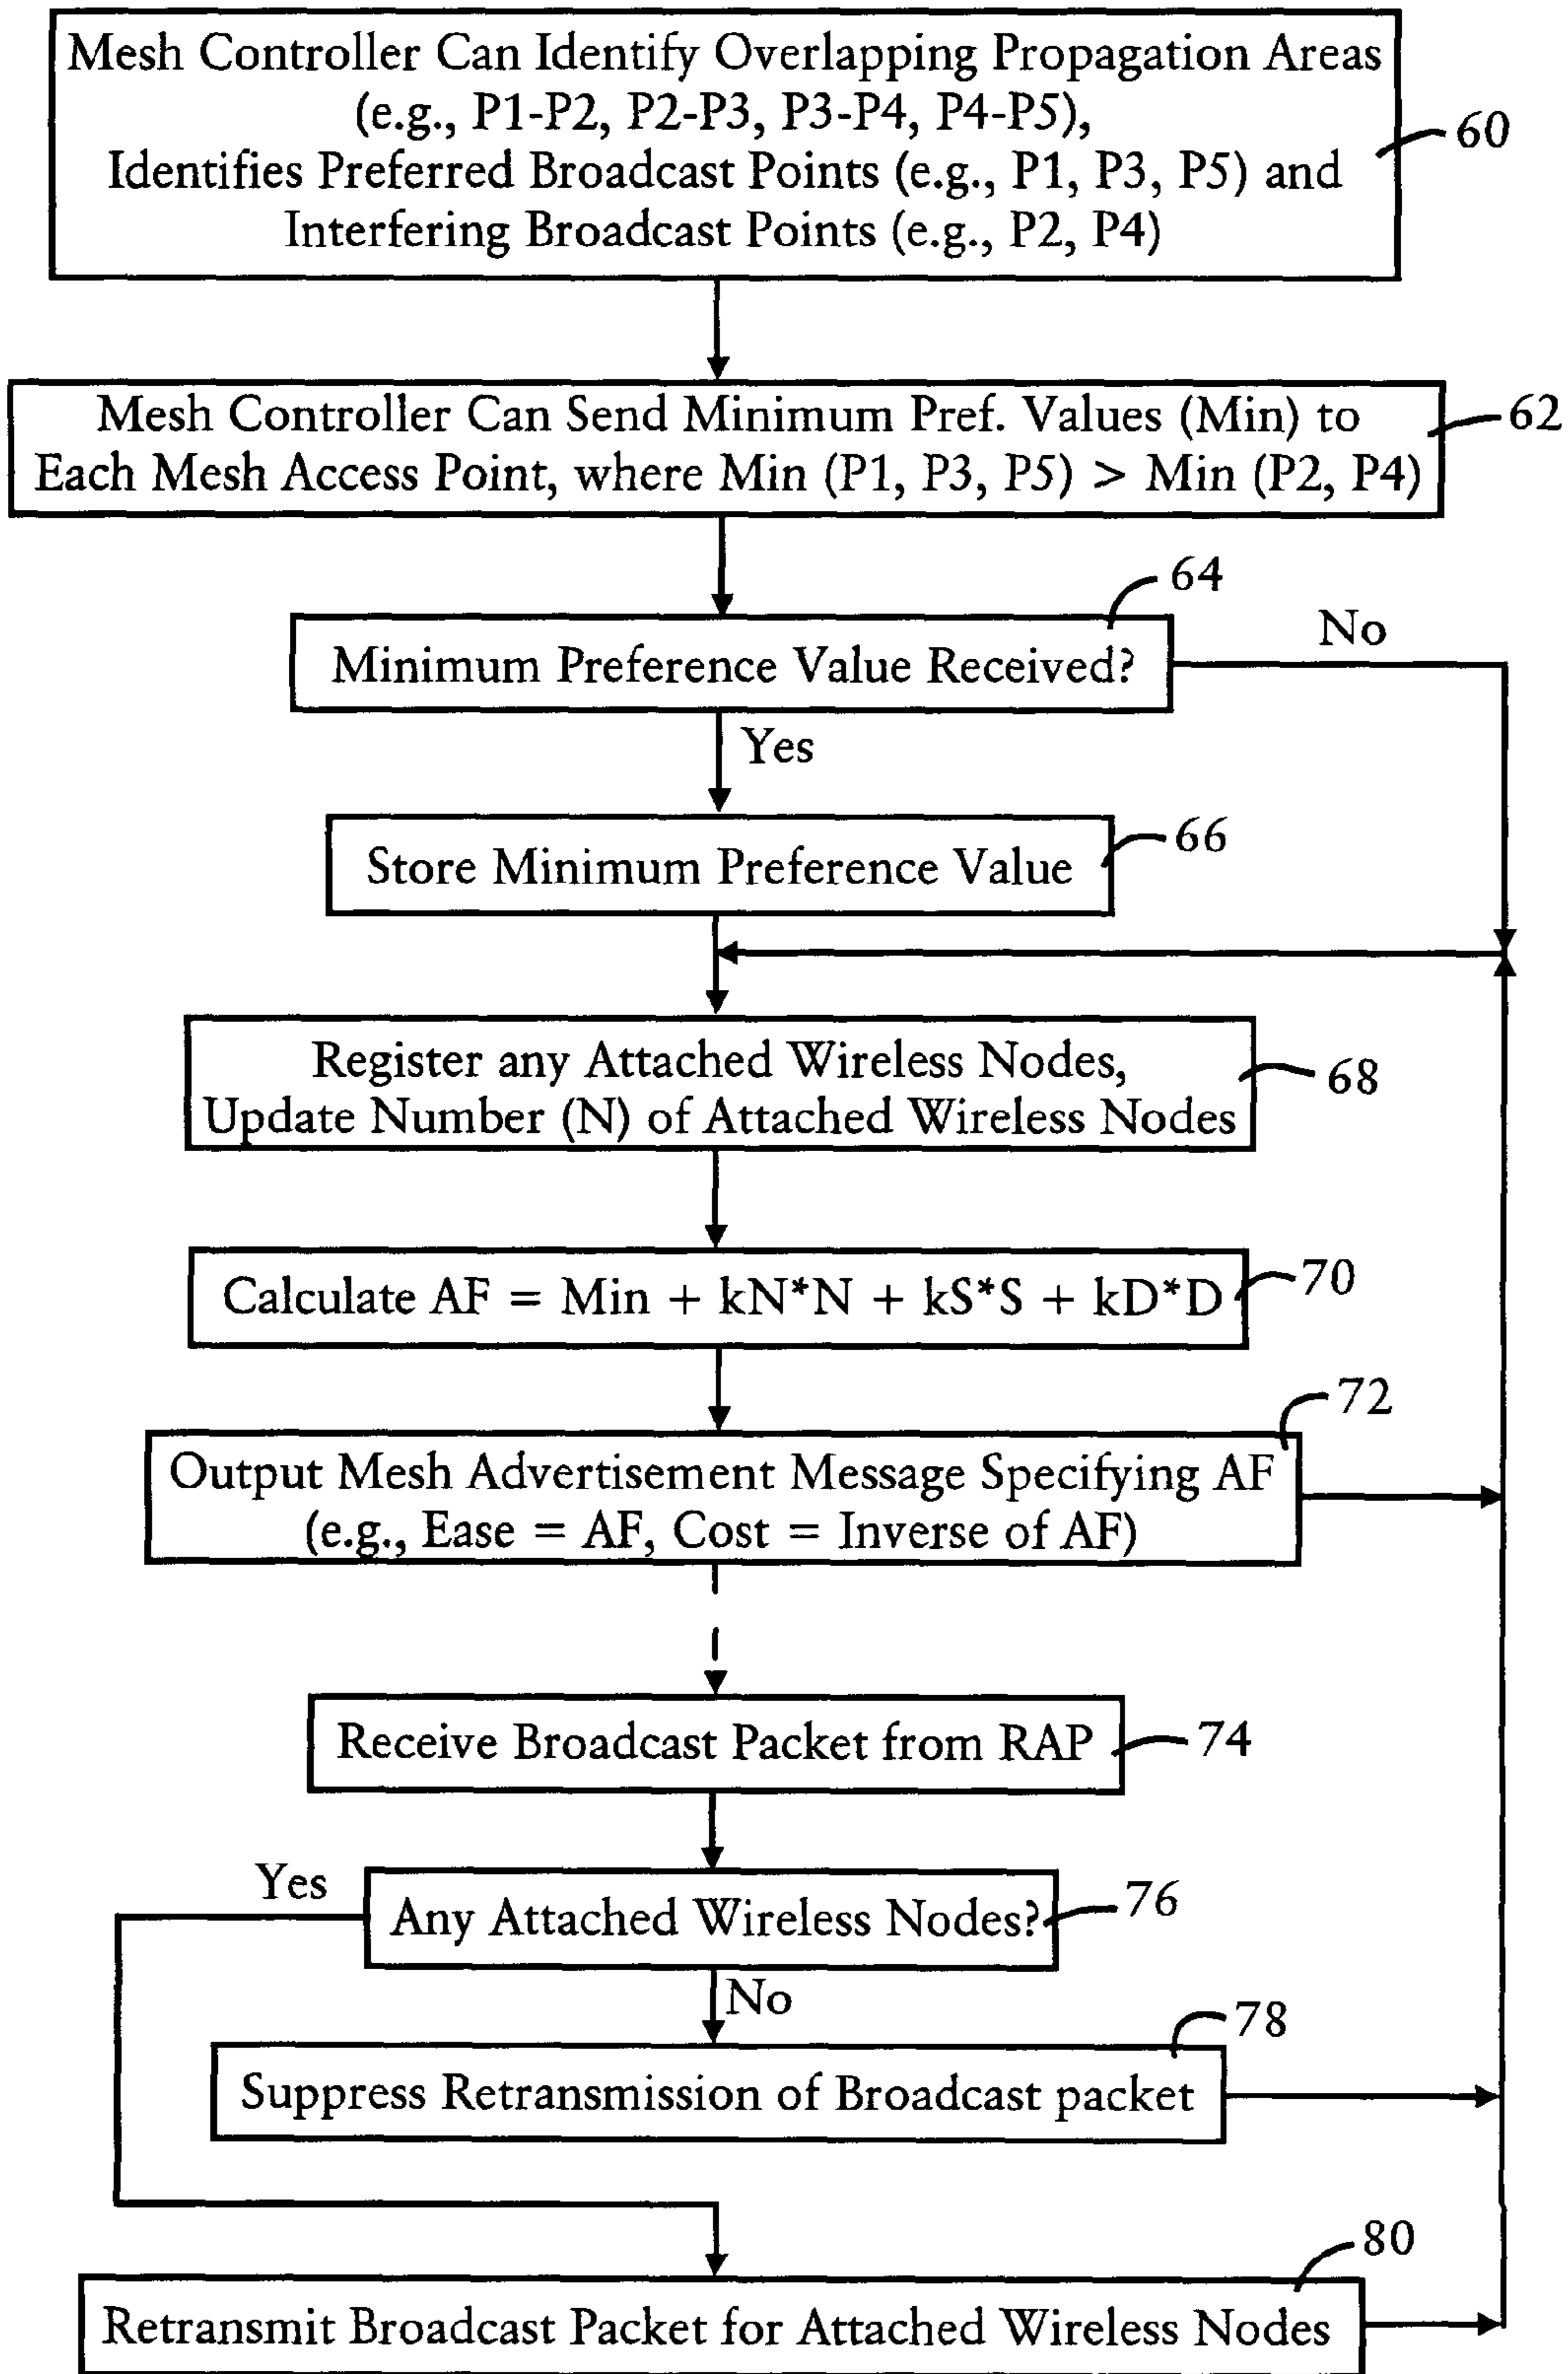 Mesh Controller Can Identify Overlapping Propagation Areas
(e.g., P1-P2, P2-P3, P3-P4, P4-P5),
Identifies Preferred Broadcast Points (e.g., P1, P3, P5) and
Interfering Broadcast Points (e.g., P2, P4)
60
Mesh Controller Can Send Minimum Pref. Values (Min) to
Each Mesh Access Point, where Min (P1, P3, P5) > Min (P2, P4)
62
64
Minimum Preference Value Received?
No
Yes
Store Minimum Preference Value
66
Register any Attached Wireless Nodes,
Update Number (N) of Attached Wireless Nodes
68
Calculate AF = Min + kN*N + kS*S + kD*D
70
72
Output Mesh Advertisement Message Specifying AF
(e.g., Ease = AF, Cost = Inverse of AF)
Receive Broadcast Packet from RAP
74
Yes
Any Attached Wireless Nodes?
76
No
78
Suppress Retransmission of Broadcast packet
80
Retransmit Broadcast Packet for Attached Wireless Nodes